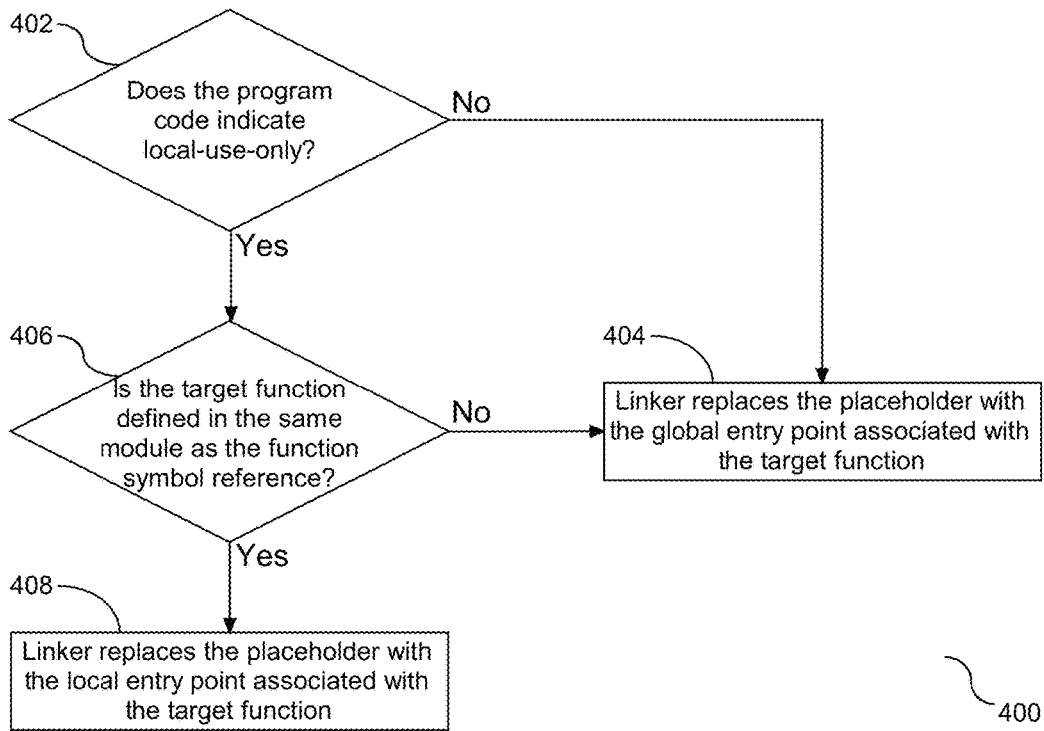 402
Does the program
code indicate
local-use-only?
No
Yes
406
Is the target function
defined in the same
module as the function
symbol reference?
No
404
Linker replaces the placeholder with
the global entry point associated with
the target function
Yes
408
Linker replaces the placeholder with
the local entry point associated with
the target function
400